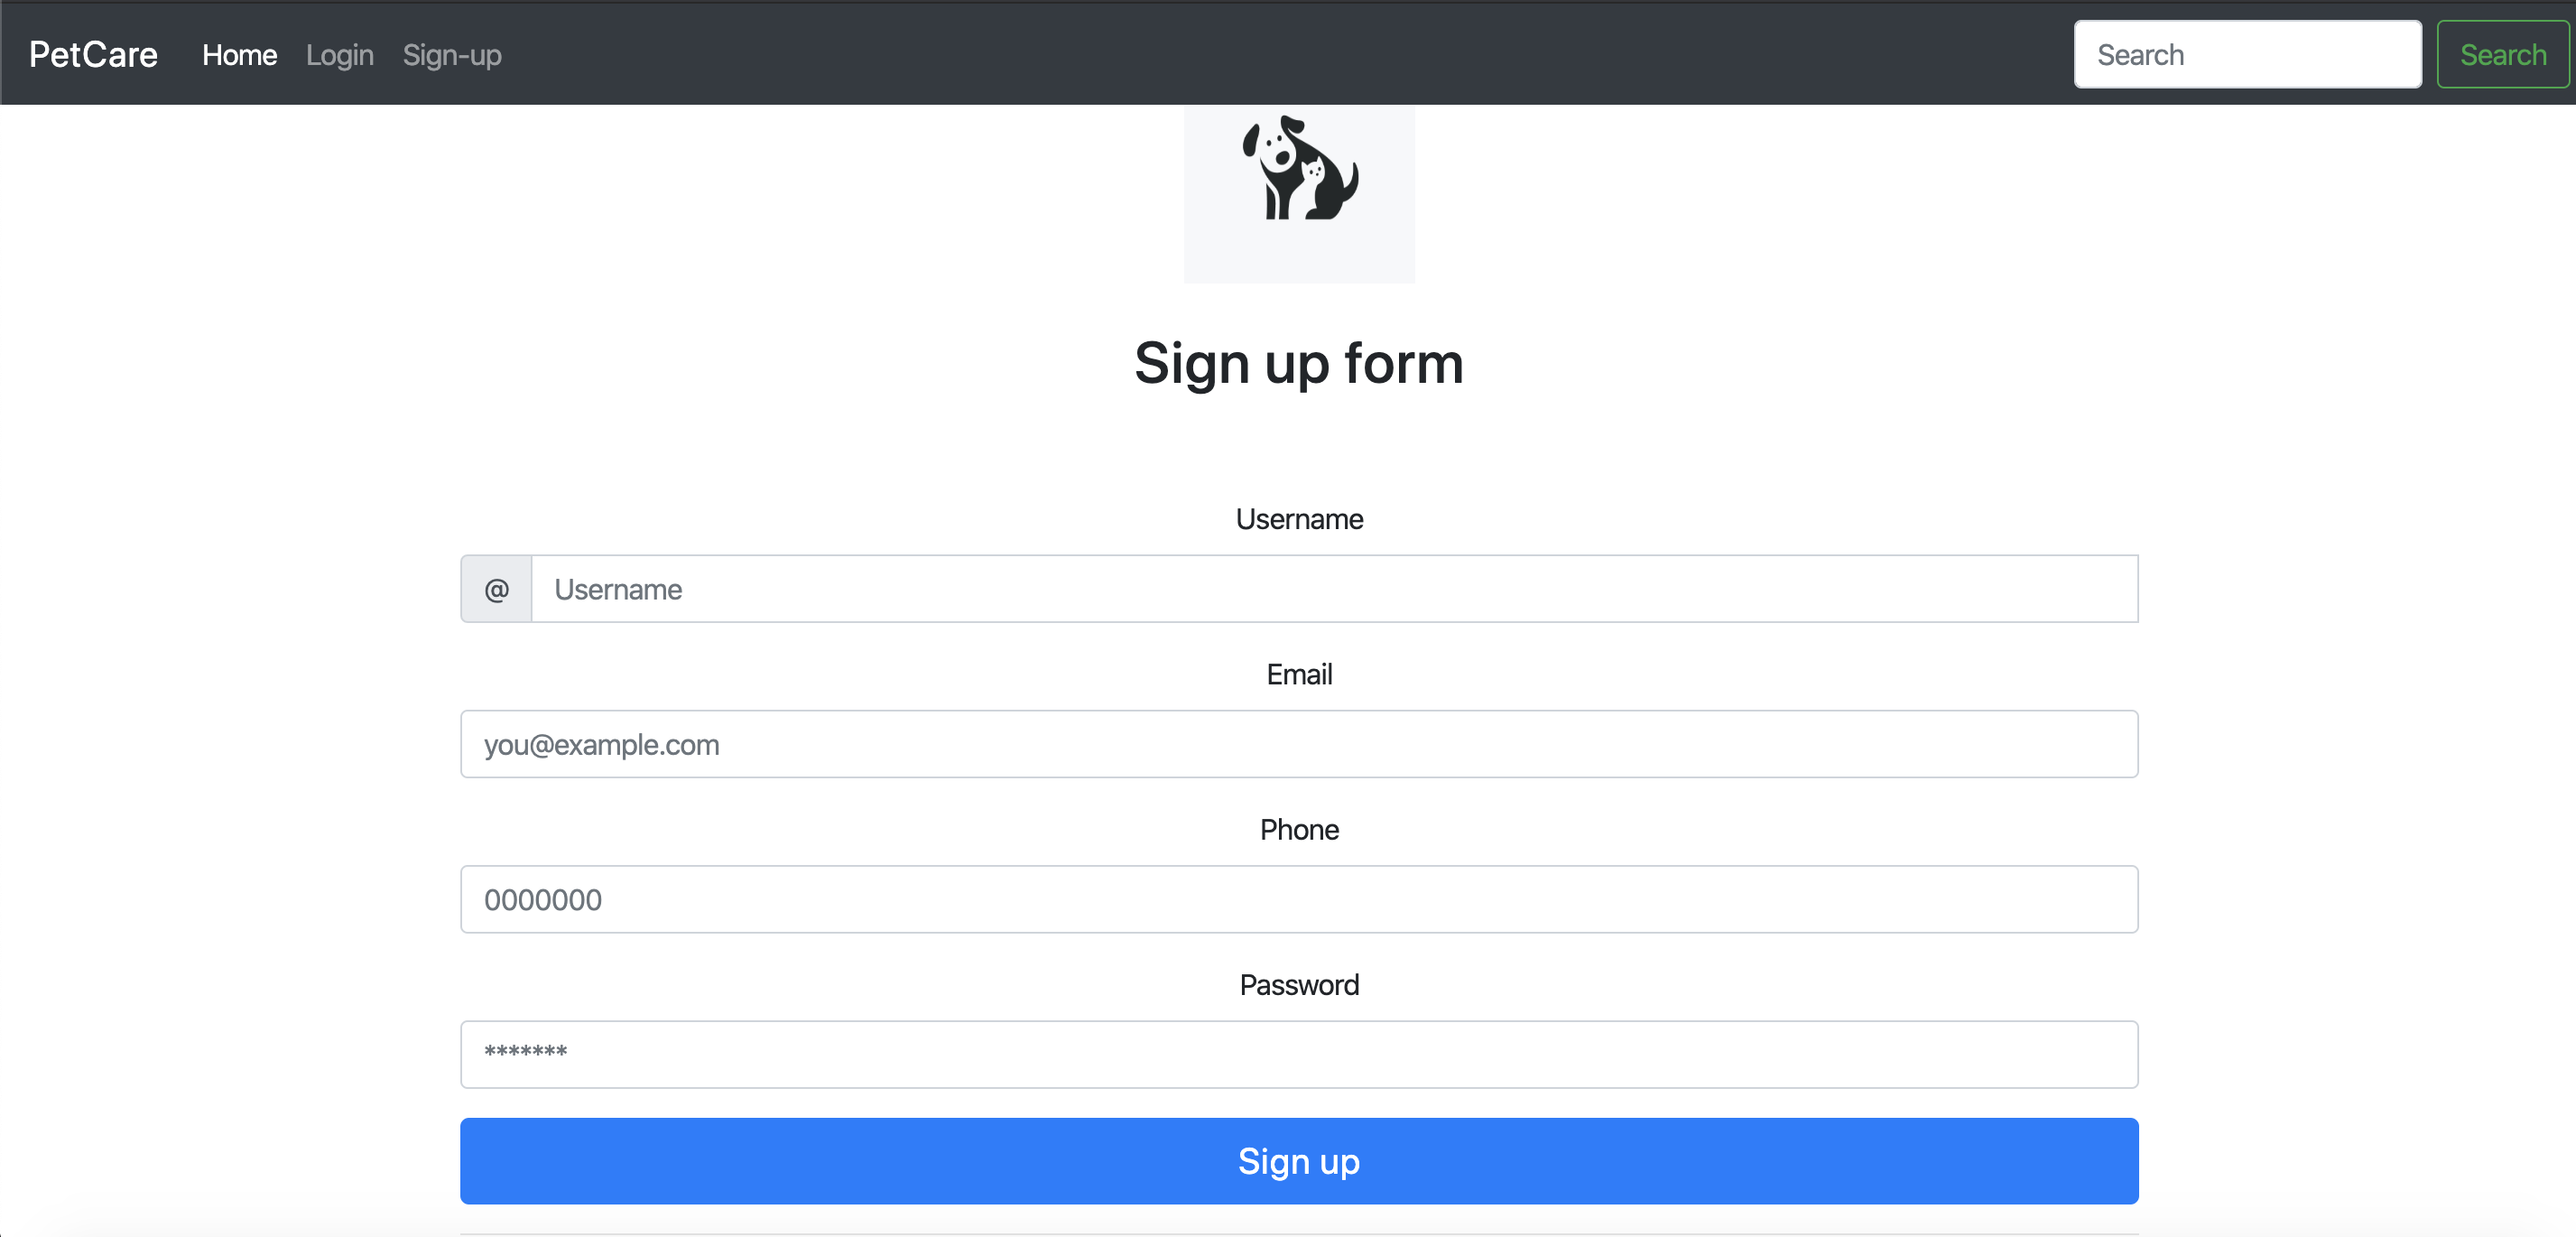 PetCare Home Login Sign-up Search Search
Sign up form
Username
@ Username
Email
you@example.com
Phone
0000000
Password
*******
Sign up